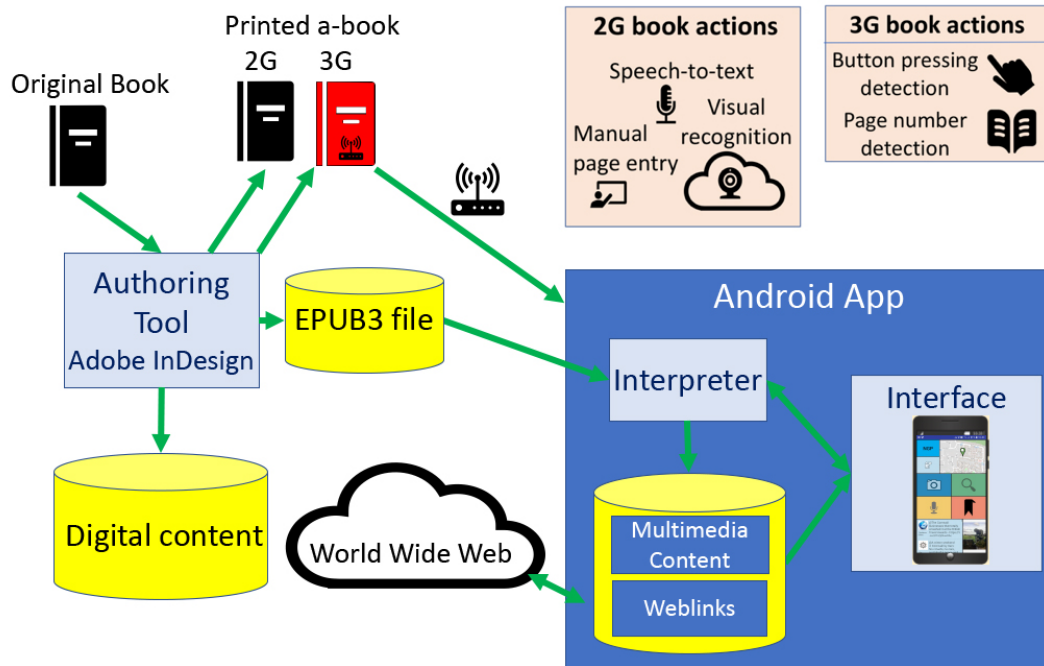 Printed a-book
2G
3G
Original Book
2G book actions
Speech-to-text
Visual
recognition
Manual
page entry
3G book actions
Button pressing
detection
Page number
detection
Authoring
Tool
Adobe InDesign
EPUB3 file
Digital content
World Wide Web
Android App
Interpreter
Interface
Multimedia
Content
Weblinks